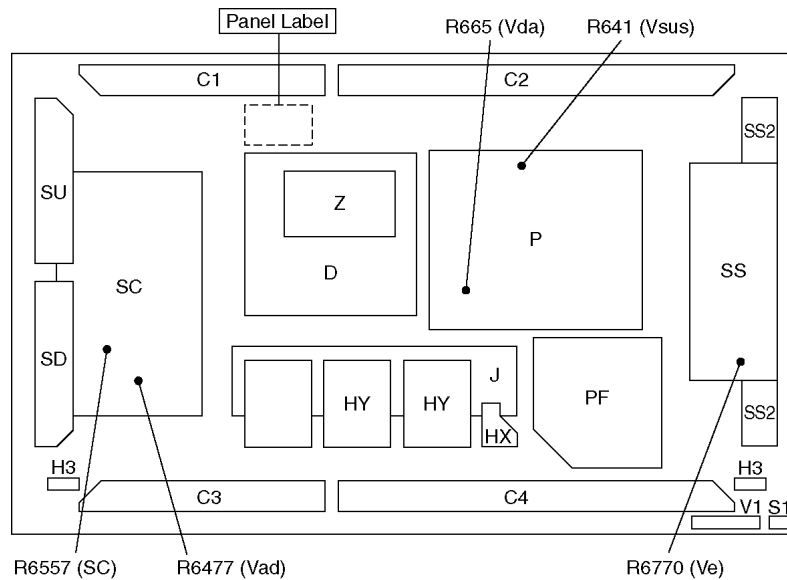 Panel Label
R665 (Vda)
R641 (Vsus)
C1
C2
SS2
SU
Z
P
D
SS
SC
SD
J
HY
HY
HX
PF
SS2
H3
H3
C3
C4
V1
S1
R6557 (SC)
R6477 (Vad)
R6770 (Ve)